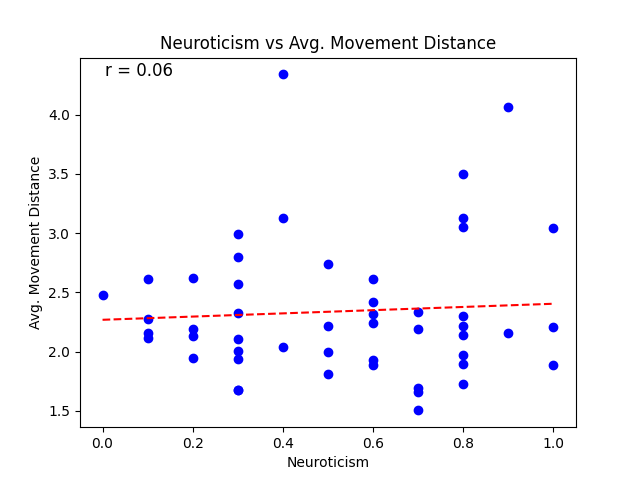 Neuroticism vs Avg. Movement Distance
r = 0.06
Avg. Movement Distance
4.0
3.5
3.0
2.5
2.0
1.5
0.0 0.2 0.4 0.6 0.8 1.0
Neuroticism